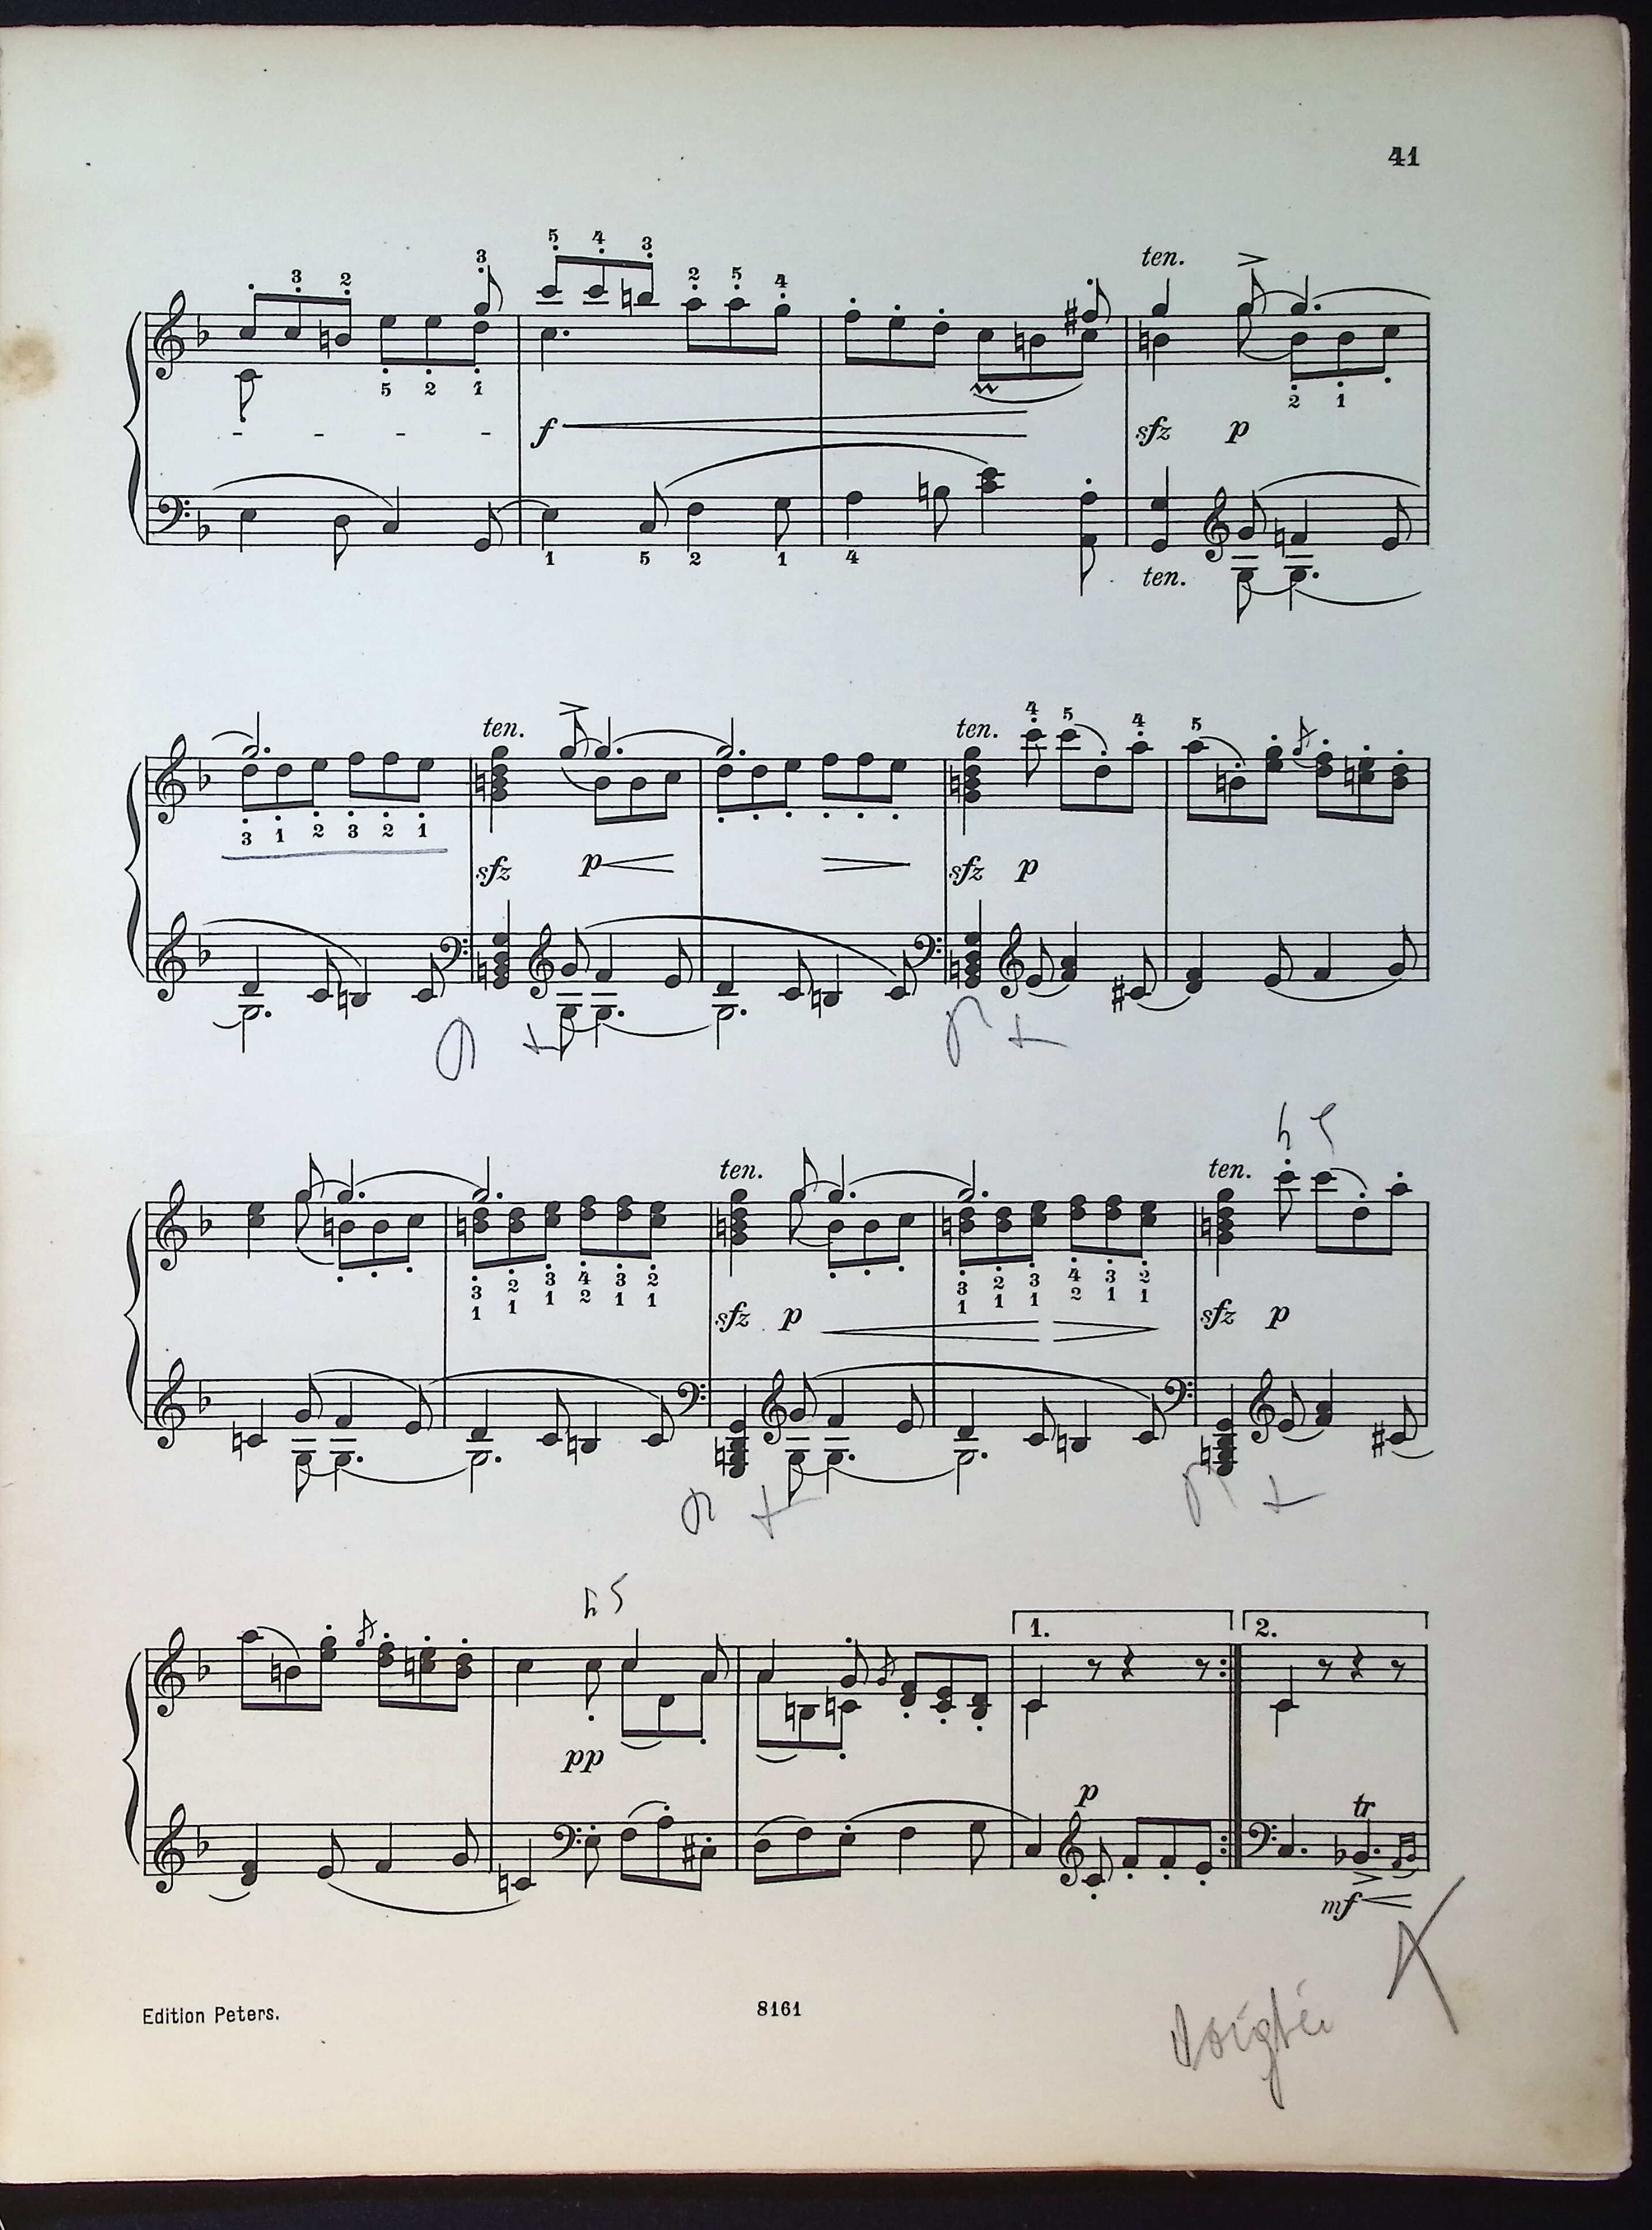 41
3 2 3 5 4 3 2 5 4 ten. >
5 2 1 2 1
f sfz p
1 5 2 1 4 ten.
ten. > ten. 4 5 4 5
3 1 2 3 2 1
sfz p sfz p
ten. ten.
3 2 3 4 3 2 3 2 3 4 3 2
1 1 1 2 1 1 1 1 1 2 1 1
sfz p sfz p
1. 2.
pp
p tr
mf
Edition Peters. 8161